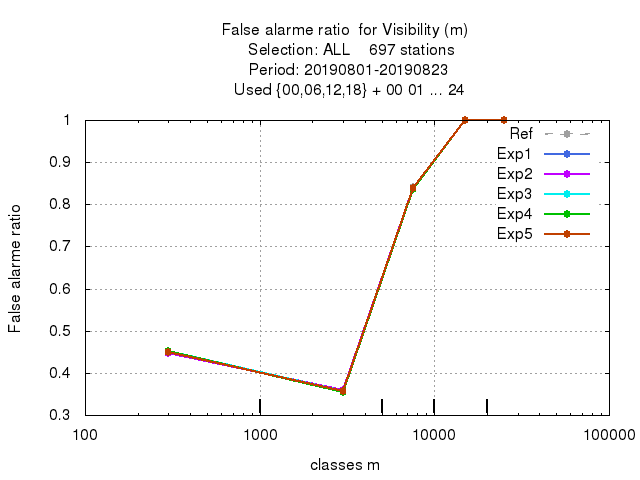 False alarme ratio  for Visibility (m)
Selection: ALL    697 stations
Period: 20190801-20190823
Used {00,06,12,18} + 00 01 ... 24
False alarme ratio
1
0.9
0.8
0.7
0.6
0.5
0.4
0.3
100
1000
10000
100000
classes m
Ref
Exp1
Exp2
Exp3
Exp4
Exp5